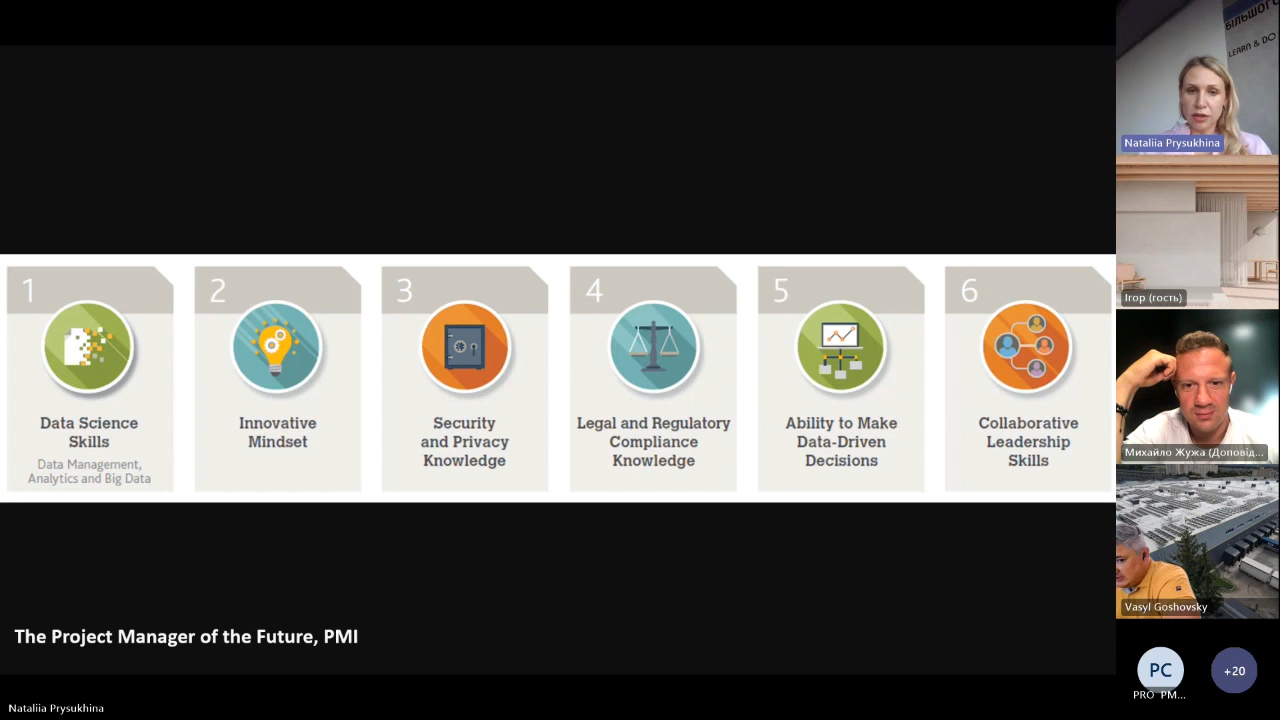 1
Data Science
Skills
Data Management,
Analytics and Big Data
2
Innovative
Mindset
3
Security
and Privacy
Knowledge
4
Legal and Regulatory
Compliance
Knowledge
5
Ability to Make
Data-Driven
Decisions
6
Collaborative
Leadership
Skills
The Project Manager of the Future, PMI
Nataliia Prysukhina
БІЛЬШОГО
LEARN & DO
Nataliia Prysukhina
Ігор (гость)
Михайло Жужа (Доповід...
Vasyl Goshovsky
PC
PRO PM...
+20